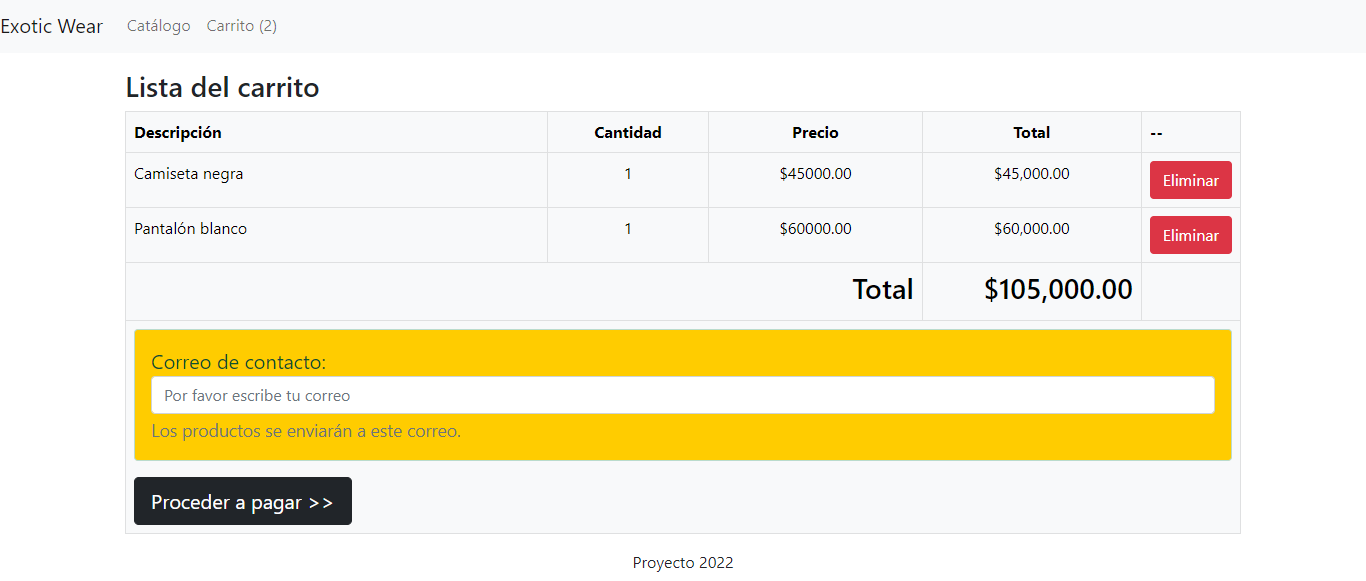 Exotic Wear Catálogo Carrito (2)
Lista del carrito
Descripción Cantidad Precio Total --
Camiseta negra 1 $45000.00 $45,000.00 Eliminar
Pantalón blanco 1 $60000.00 $60,000.00 Eliminar
Total $105,000.00
Correo de contacto:
Por favor escribe tu correo
Los productos se enviarán a este correo.
Proceder a pagar >>
Proyecto 2022